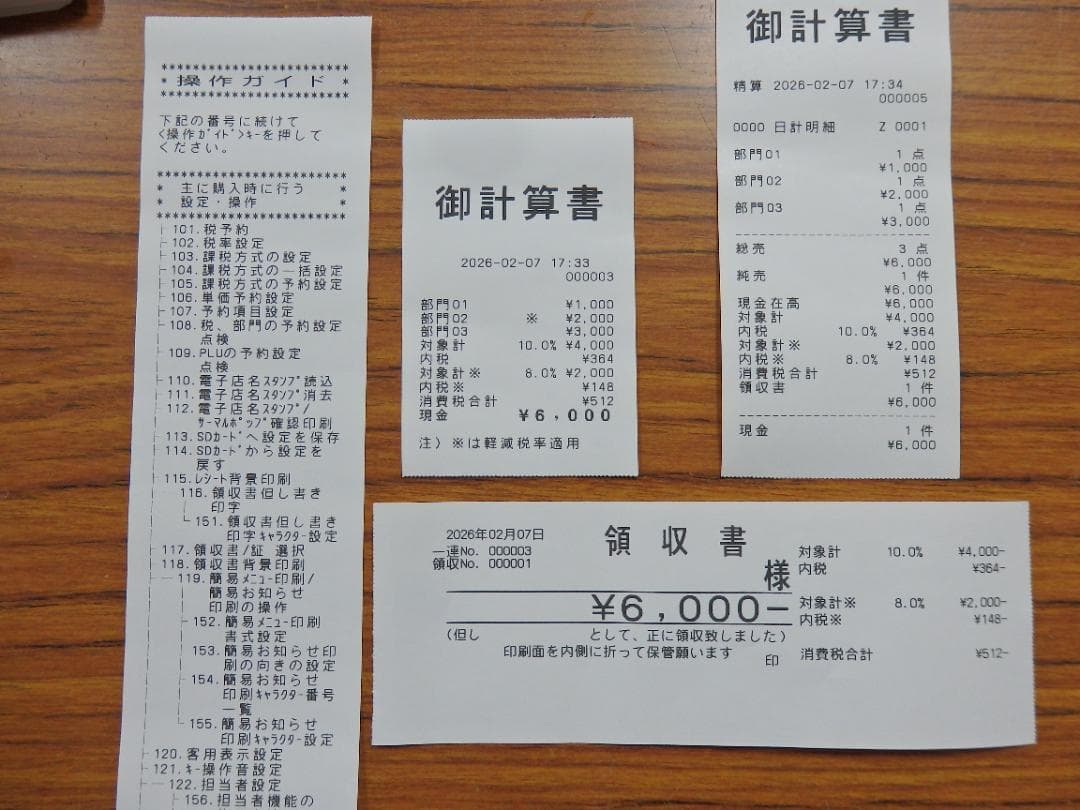 ******************
* 操作ガイド *
******************
下記の番号に続けて
<操作ｶﾞｲﾄﾞ>ｷｰを押して
ください。
******************
* 主に購入時に行う *
* 設定・操作 *
******************
101.税予約
102.税率設定
103.課税方式の設定
104.課税方式の一括設定
105.課税方式の予約設定
106.単価予約設定
107.予約項目設定
108.税、部門の予約設定
点検
109.PLUの予約設定
点検
110.電子店名ｽﾀﾝﾌﾟ読込
111.電子店名ｽﾀﾝﾌﾟ消去
112.電子店名ｽﾀﾝﾌﾟ/
ｻｰﾏﾙﾎﾟｯﾌﾟ確認印刷
113.SDｶｰﾄﾞへ設定を保存
114.SDｶｰﾄﾞから設定を
戻す
115.ﾚｼｰﾄ背景印刷
116.領収書但し書き
印字
151.領収書但し書き
印字ｷｬﾗｸﾀｰ設定
117.領収書/証 選択
118.領収書背景印刷
119.簡易ﾒﾆｭｰ印刷/
簡易お知らせ
印刷の操作
152.簡易ﾒﾆｭｰ印刷
書式設定
153.簡易お知らせ印
刷の向きの設定
154.簡易お知らせ
印刷ｷｬﾗｸﾀｰ番号
一覧
155.簡易お知らせ
印刷ｷｬﾗｸﾀｰ設定
120.客用表示設定
121.ｷｰ操作音設定
122.担当者設定
156.担当者機能の
御計算書
2026-02-07 17:33
000003
部門01 ¥1,000
部門02 ※ ¥2,000
部門03 ¥3,000
対象計 10.0% ¥4,000
内税 ¥364
対象計※ 8.0% ¥2,000
内税※ ¥148
消費税合計 ¥512
現金 ¥6,000
注）※は軽減税率適用
御計算書
精算 2026-02-07 17:34
000005
0000 日計明細 Z 0001
部門01 1 点
¥1,000
部門02 1 点
¥2,000
部門03 1 点
¥3,000
総売 3 点
¥6,000
純売 1 件
¥6,000
現金在高 ¥6,000
対象計 ¥4,000
内税 10.0% ¥364
対象計※ ¥2,000
内税※ 8.0% ¥148
消費税合計 ¥512
領収書 1 件
¥6,000
現金 1 件
¥6,000
2026年02月07日
一連No. 000003
領収No. 000001
領収書
様
¥6,000-
(但し として、正に領収致しました)
印刷面を内側に折って保管願います 印
対象計 10.0% ¥4,000-
内税 ¥364-
対象計※ 8.0% ¥2,000-
内税※ ¥148-
消費税合計 ¥512-